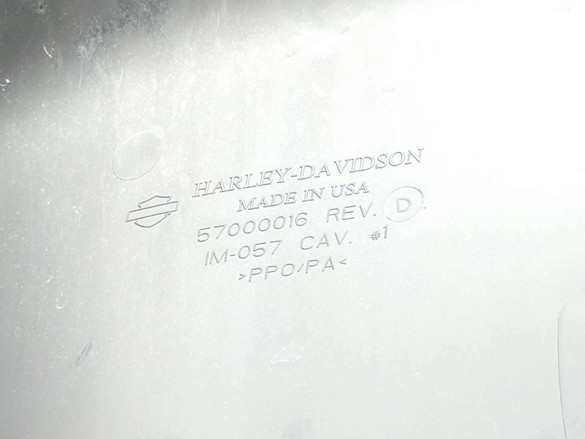 HARLEY-DAVIDSON
MADE IN USA
57000016 REV. D
IM-057 CAV. #1
>PPO/PA<